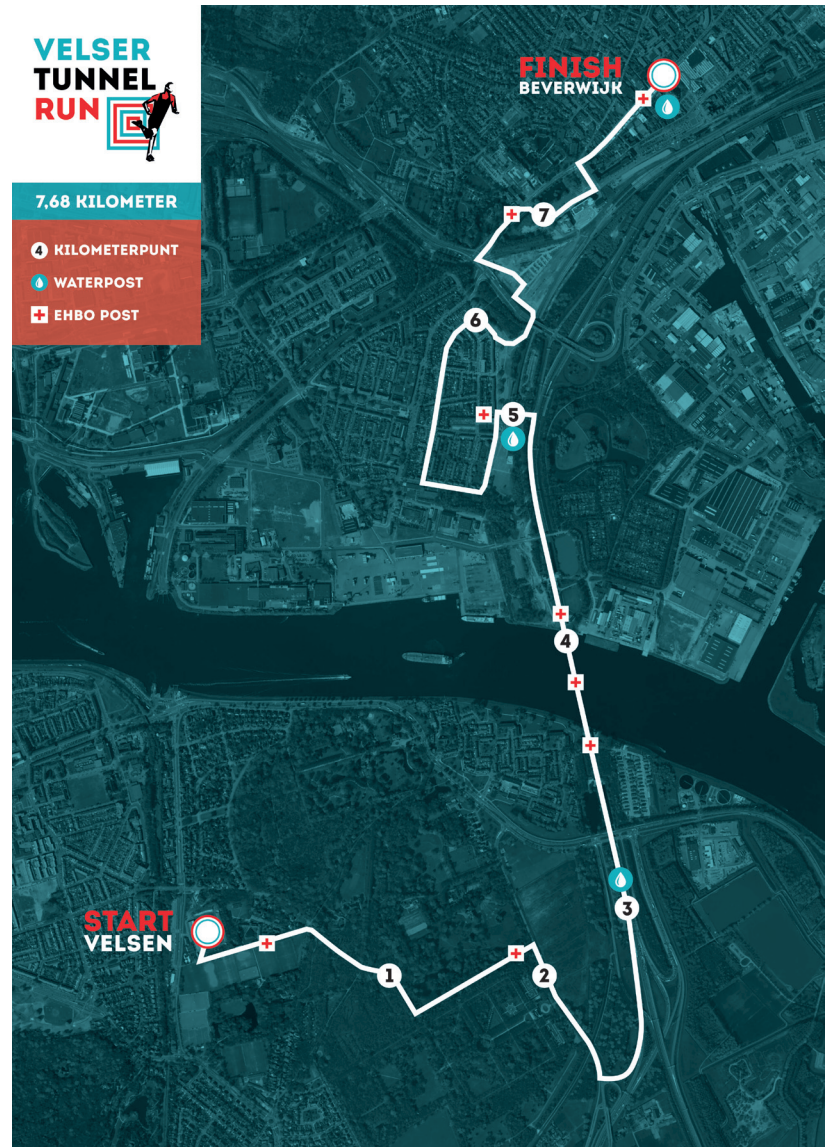 VELSER
TUNNEL
RUN
7,68 KILOMETER
4 KILOMETERPUNT
WATERPOST
EHBO POST
FINISH
BEVERWIJK
7
6
5
4
3
START
VELSEN
1
2